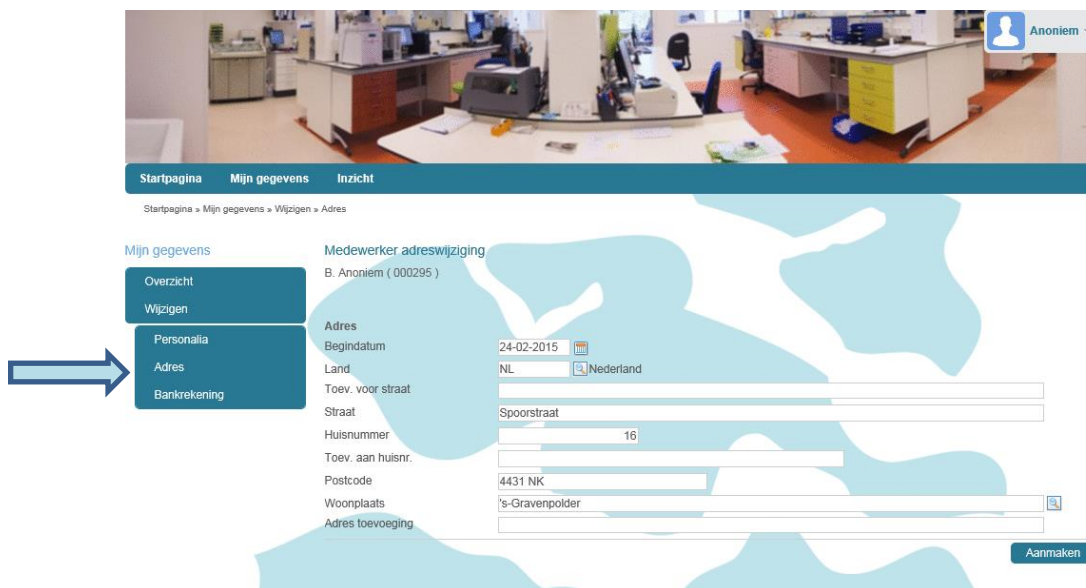 Anoniem
Startpagina Mijn gegevens Inzicht
Startpagina » Mijn gegevens » Wijzigen » Adres
Mijn gegevens
Overzicht
Wijzigen
Personalia
Adres
Bankrekening
Medewerker adreswijziging
B. Anoniem ( 000295 )
Adres
Begindatum 24-02-2015
Land NL Nederland
Toev. voor straat
Straat Spoorstraat
Huisnummer 16
Toev. aan huisnr.
Postcode 4431 NK
Woonplaats 's-Gravenpolder
Adres toevoeging
Aanmaken